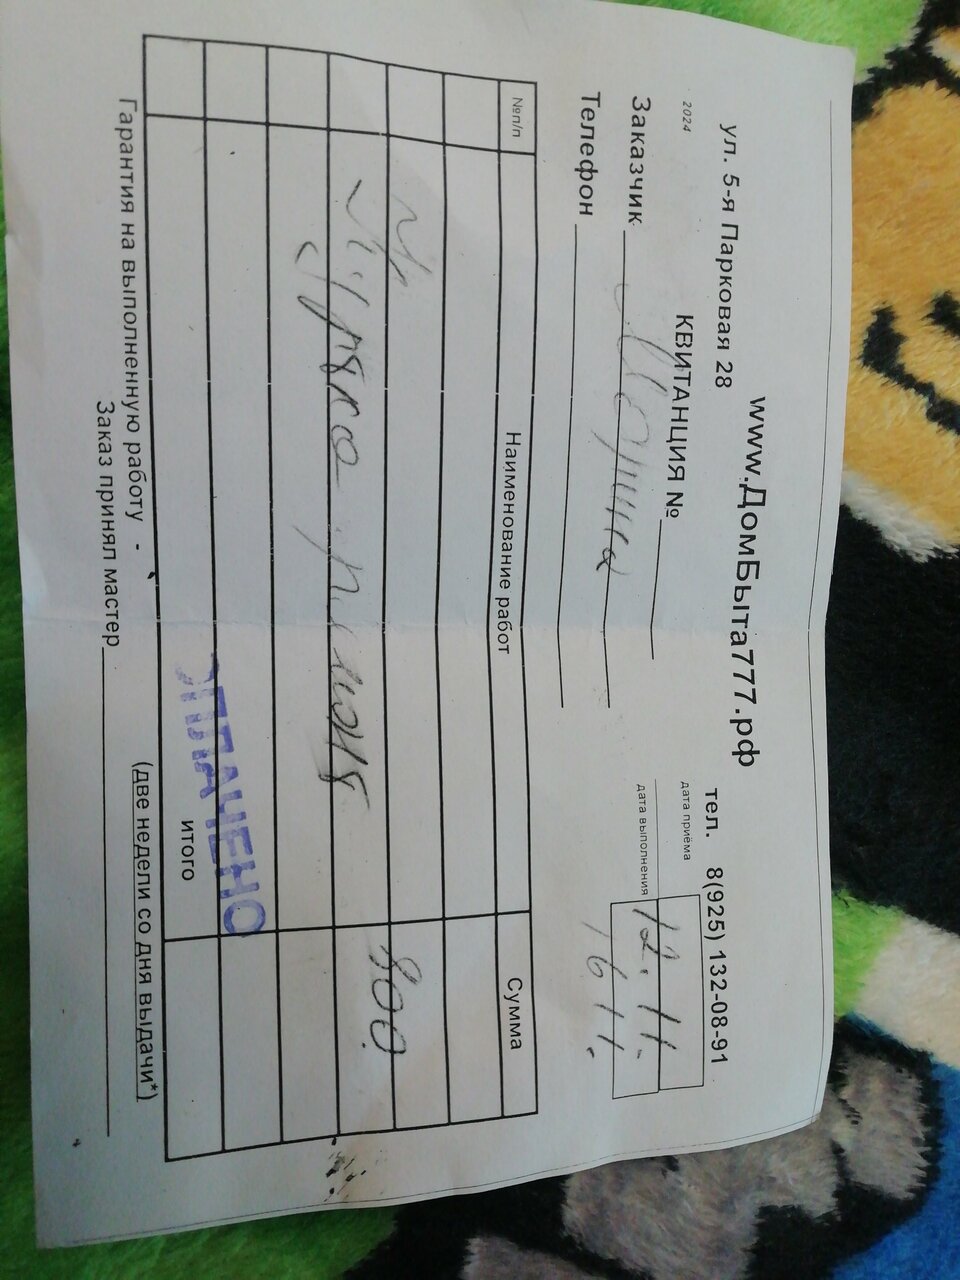 www.ДомБыта777.рф
ул. 5-я Парковая 28
тел. 8(925) 132-08-91
2024
КВИТАНЦИЯ №
дата приёма 12.11.
дата выполнения 16 11.
Заказчик
Телефон
№п/п Наименование работ Сумма
800.
ОПЛАЧЕНО
итого
Гарантия на выполненную работу - (две недели со дня выдачи*)
Заказ принял мастер